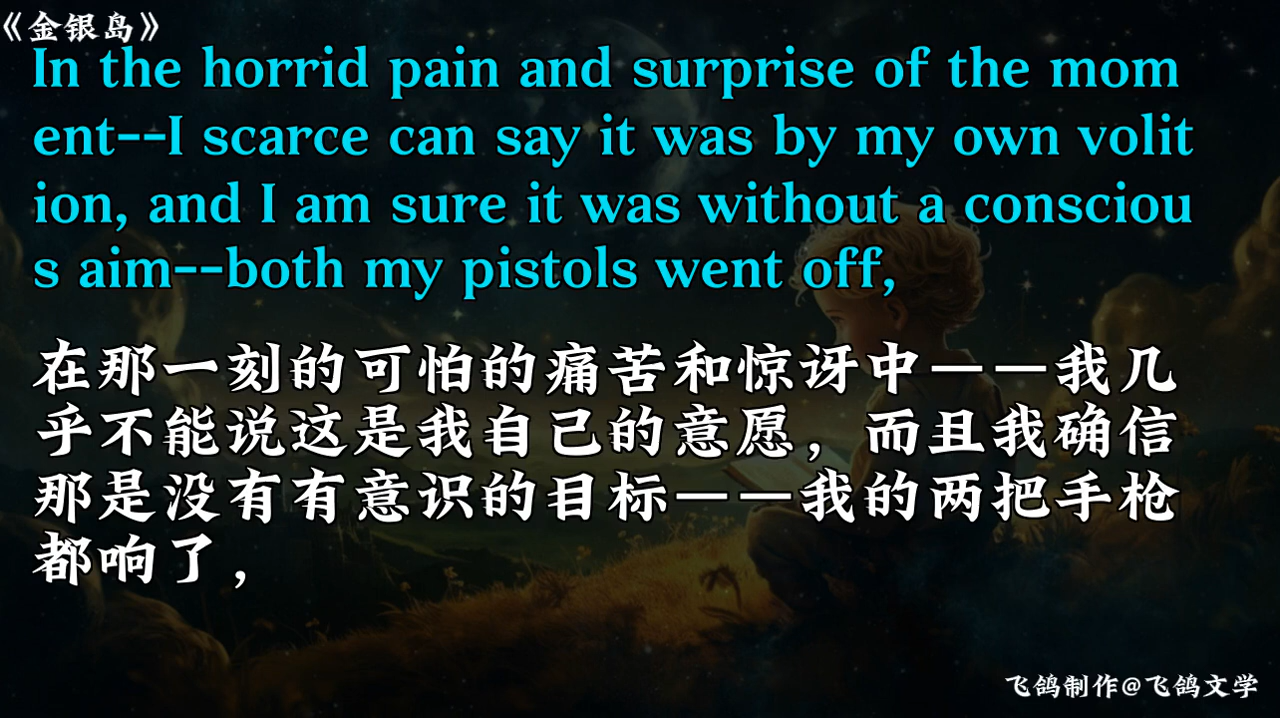 《金银岛》
In the horrid pain and surprise of the mom
ent--I scarce can say it was by my own volit
ion, and I am sure it was without a consciou
s aim--both my pistols went off,
在那一刻的可怕的痛苦和惊讶中——我几
乎不能说这是我自己的意愿，而且我确信
那是没有有意识的目标——我的两把手枪
都响了，
飞鸽制作@飞鸽文学